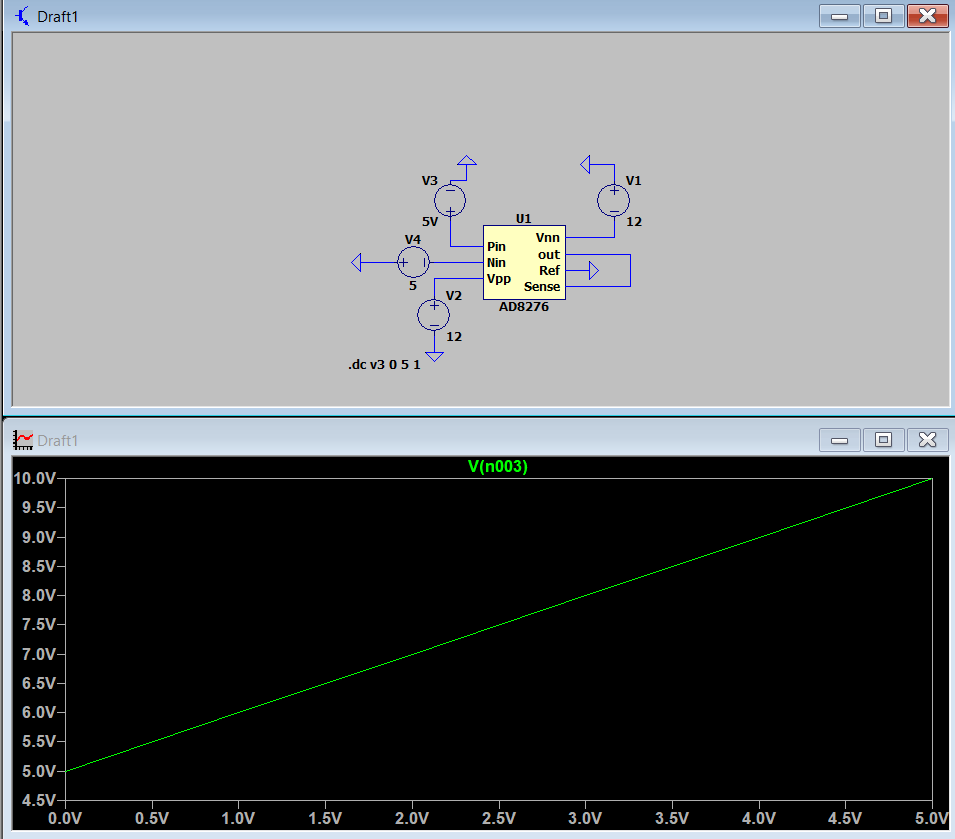 Draft1
V3
5V
V4
5
V2
12
V1
12
U1
Pin
Nin
Vpp
Vnn
out
Ref
Sense
AD8276
.dc v3 0 5 1
Draft1
V(n003)
10.0V
9.5V
9.0V
8.5V
8.0V
7.5V
7.0V
6.5V
6.0V
5.5V
5.0V
4.5V
0.0V 0.5V 1.0V 1.5V 2.0V 2.5V 3.0V 3.5V 4.0V 4.5V 5.0V